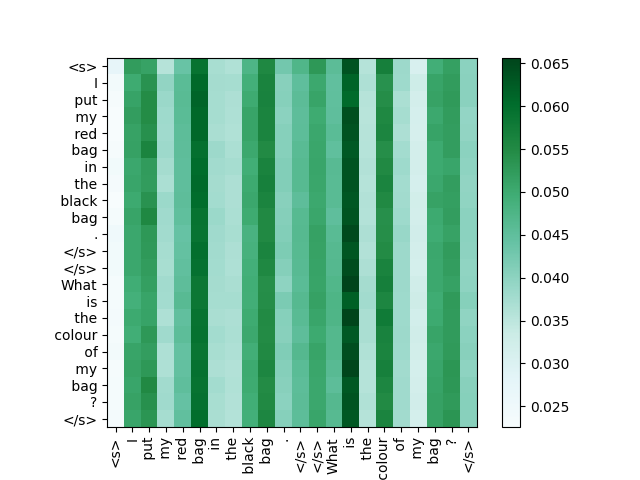 <s>
I
put
my
red
bag
in
the
black
bag
.
</s>
</s>
What
is
the
colour
of
my
bag
?
</s>
<s>
I
put
my
red
bag
in
the
black
bag
.
</s>
</s>
What
is
the
colour
of
my
bag
?
</s>
0.065
0.060
0.055
0.050
0.045
0.040
0.035
0.030
0.025